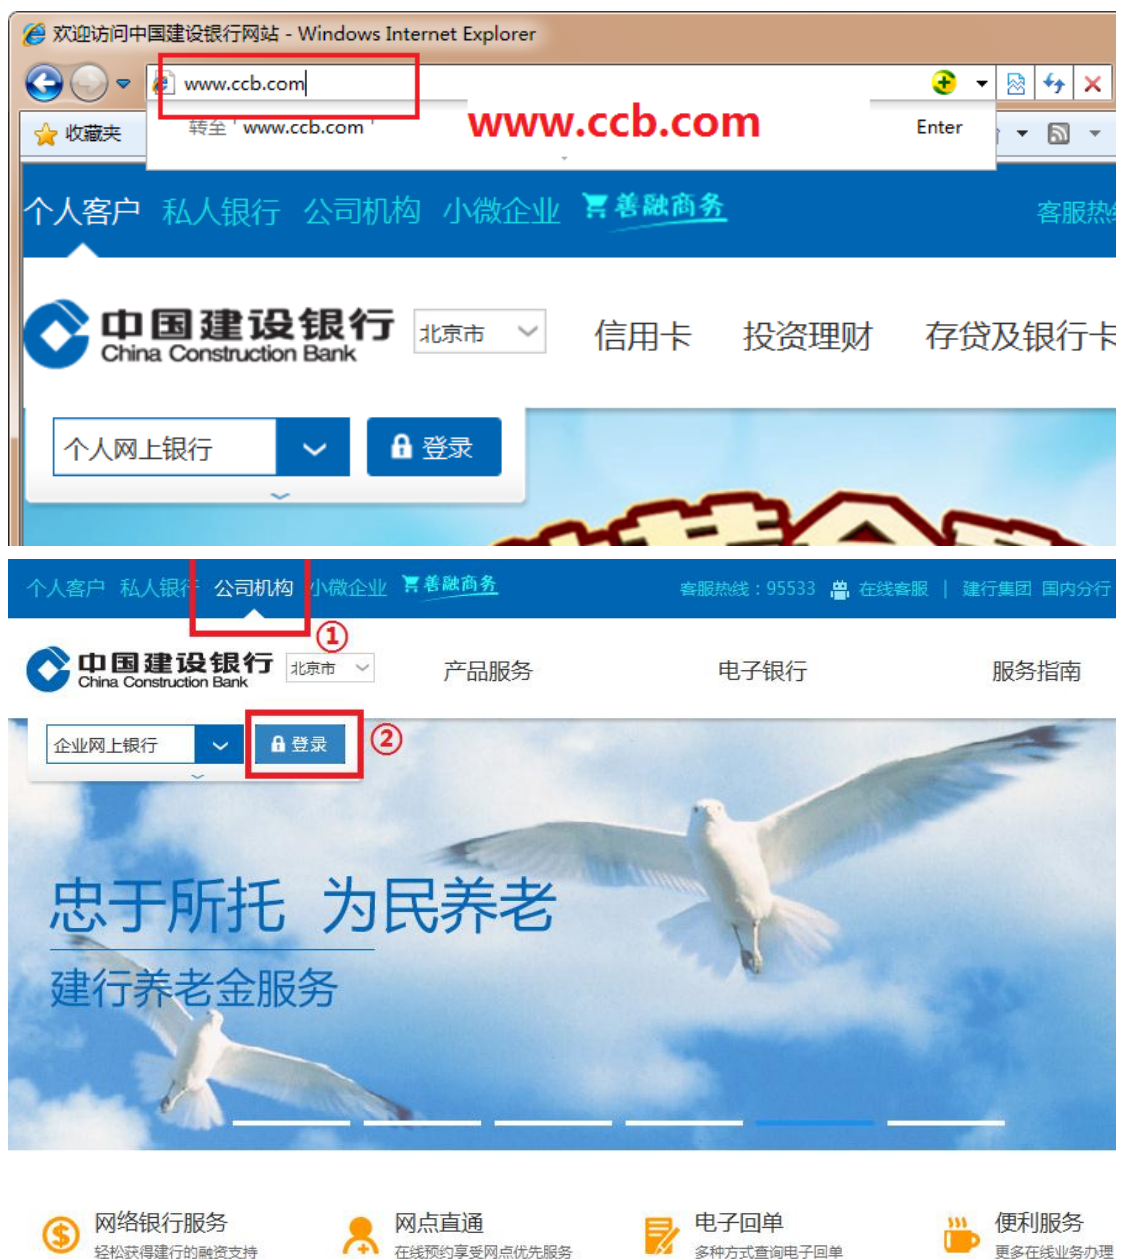 欢迎访问中国建设银行网站 - Windows Internet Explorer
www.ccb.com
收藏夹
转至 ' www.ccb.com '
www.ccb.com
Enter
个人客户 私人银行 公司机构 小微企业 善融商务 客服热
中国建设银行
China Construction Bank
北京市
信用卡 投资理财 存贷及银行卡
个人网上银行
登录
个人客户 私人银行 公司机构 小微企业 善融商务 客服热线：95533 在线客服 | 建行集团 国内分行
①
中国建设银行
China Construction Bank
北京市
产品服务 电子银行 服务指南
企业网上银行
登录
②
忠于所托 为民养老
建行养老金服务
网络银行服务 网点直通 电子回单 便利服务
轻松获得建行的融资支持 在线预约享受网点优先服务 多种方式查询电子回单 更多在线业务办理